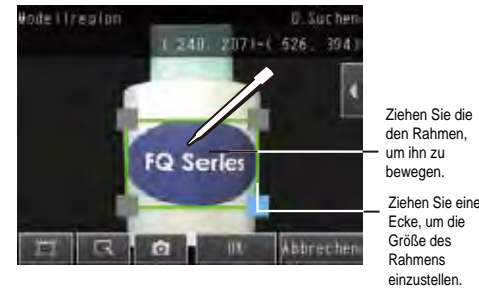 Modellregion
0.Suchen
( 240, 207)-( 526, 394)
FQ Series
OK
Abbrechen
Ziehen Sie die
den Rahmen,
um ihn zu
bewegen.
Ziehen Sie eine
Ecke, um die
Größe des
Rahmens
einzustellen.